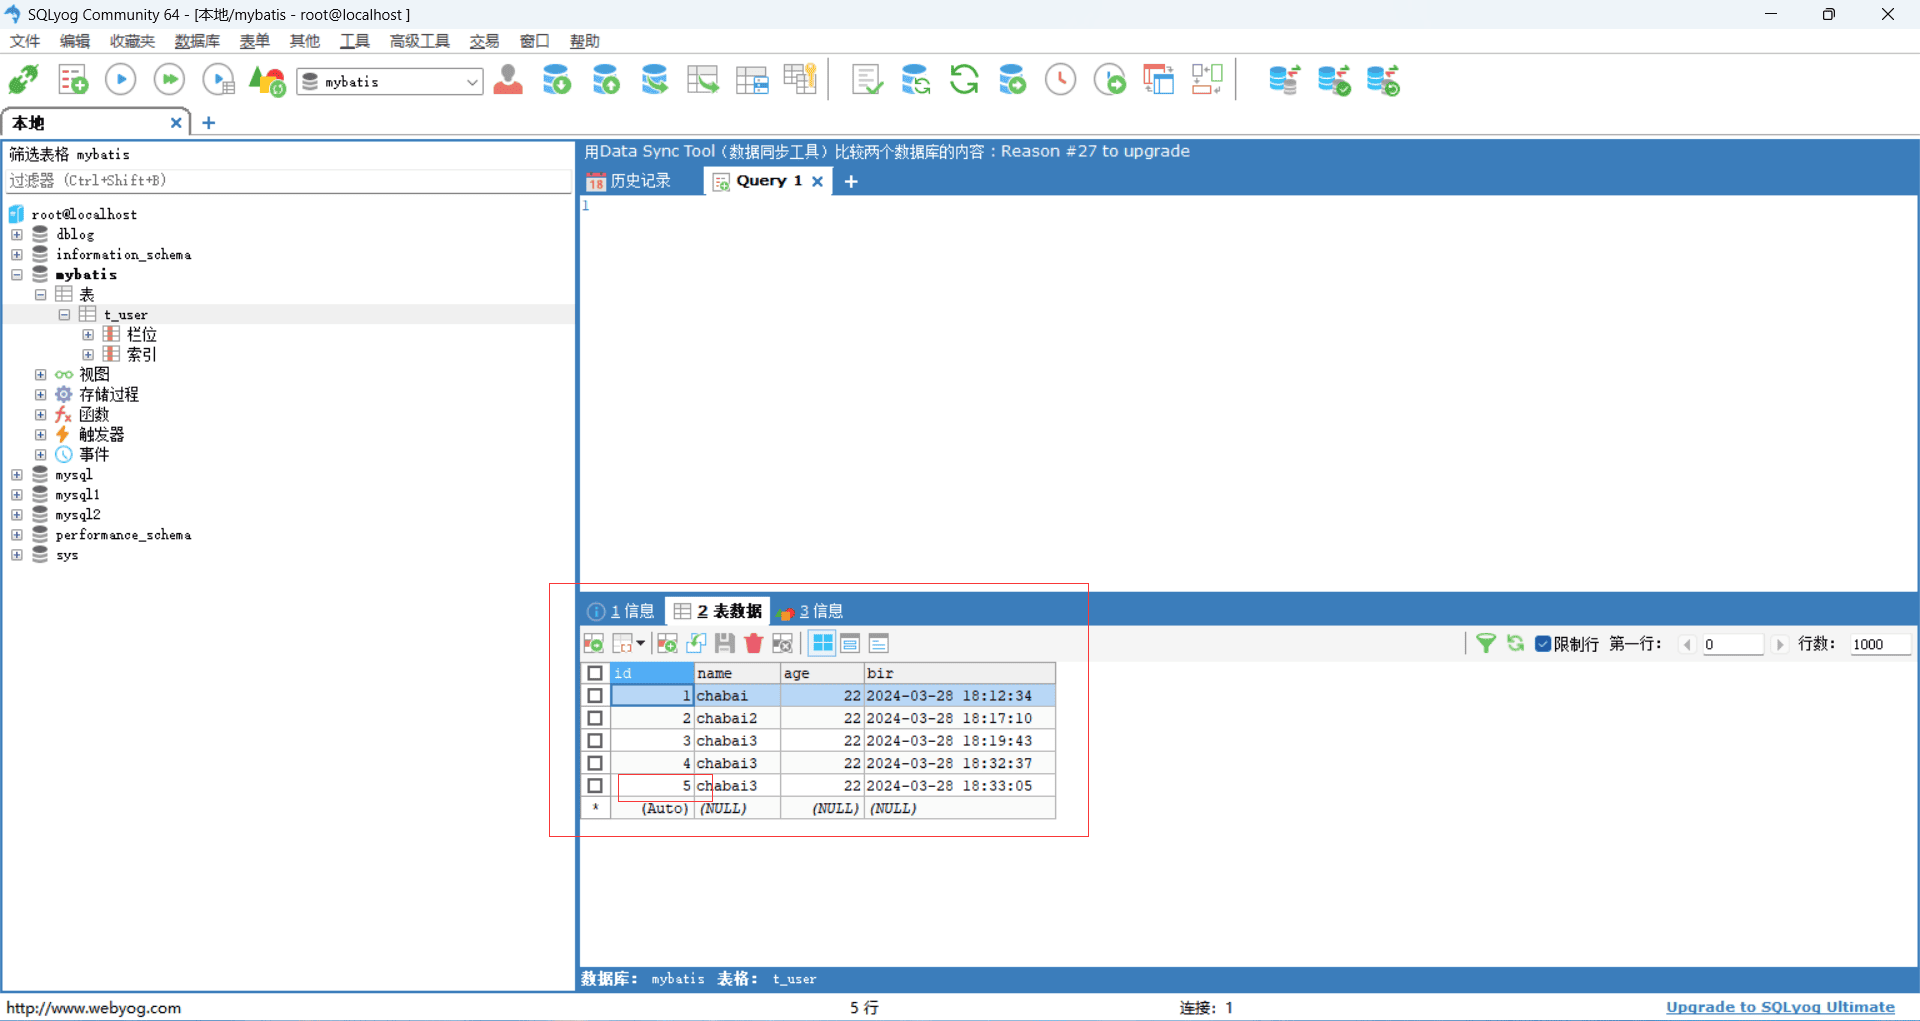 SQLyog Community 64 - [本地/mybatis - root@localhost ]
文件 编辑 收藏夹 数据库 表单 其他 工具 高级工具 交易 窗口 帮助
mybatis
本地
筛选表格 mybatis
过滤器 (Ctrl+Shift+B)
root@localhost
dblog
information_schema
mybatis
表
t_user
栏位
索引
视图
存储过程
函数
触发器
事件
mysql
mysql1
mysql2
performance_schema
sys
用Data Sync Tool（数据同步工具）比较两个数据库的内容：Reason #27 to upgrade
18 历史记录 Query 1
1
1 信息 2 表数据 3 信息
限制行 第一行： 0 行数： 1000
id name age bir
1 chabai 22 2024-03-28 18:12:34
2 chabai2 22 2024-03-28 18:17:10
3 chabai3 22 2024-03-28 18:19:43
4 chabai3 22 2024-03-28 18:32:37
5 chabai3 22 2024-03-28 18:33:05
* (Auto) (NULL) (NULL) (NULL)
数据库： mybatis 表格： t_user
http://www.webyog.com 5 行 连接： 1 Upgrade to SQLyog Ultimate